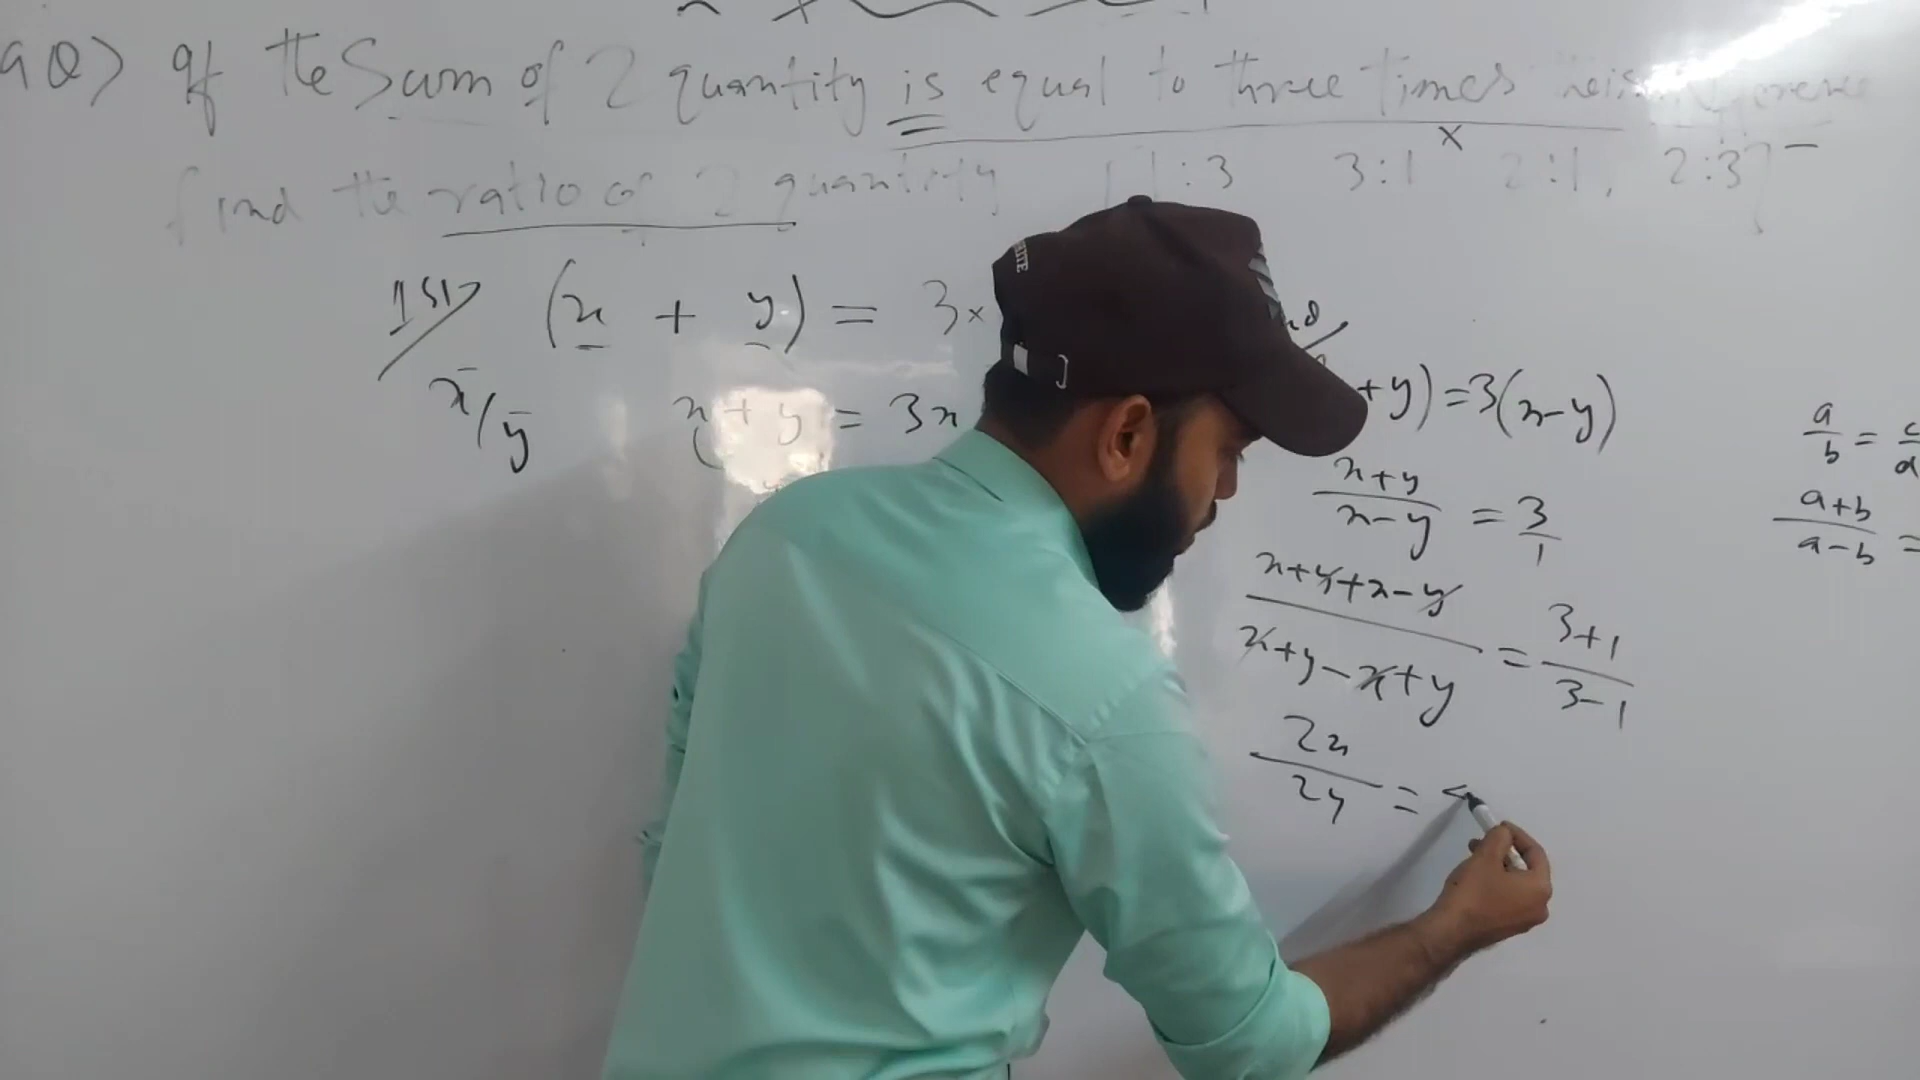 Q) If the Sum of 2 quantity is equal to three times
find the ratio of 2 quantity [1:3 3:1 2:1, 2:3]
1st (x + y) = 3×
x/y
x+y = 3x
+y)=3(x-y)
x+y/x-y = 3/1
x+y+x-y/x+y-x+y = 3+1/3-1
2x/2y =
a/b = c/d
a+b/a-b =